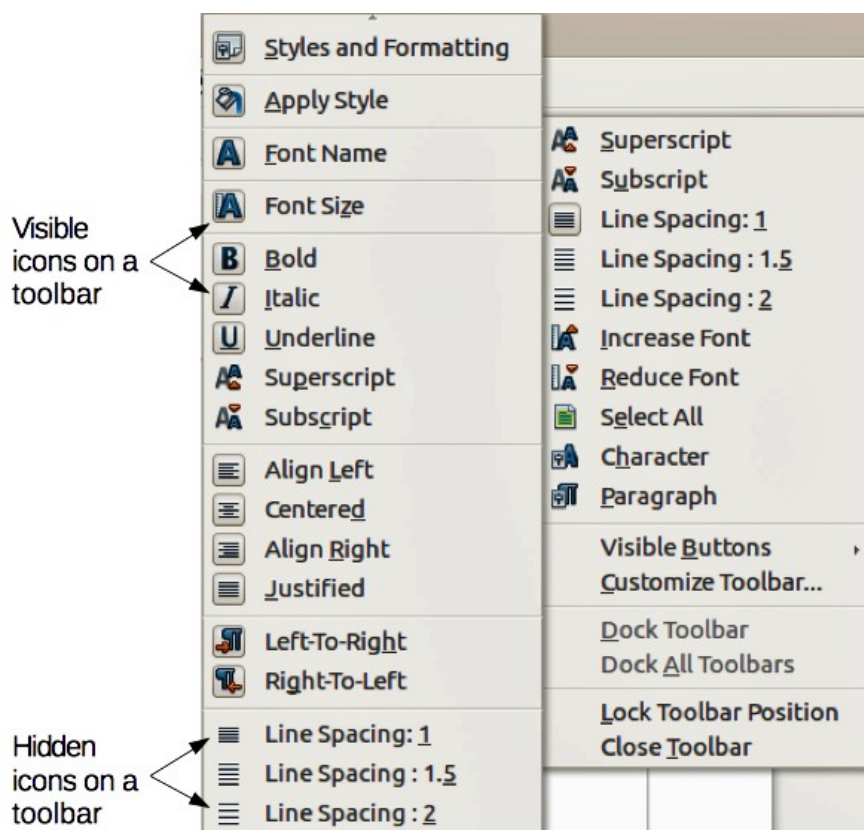 Visible
icons on a
toolbar
Hidden
icons on a
toolbar
Styles and Formatting
Apply Style
Font Name
Font Size
Bold
Italic
Underline
Superscript
Subscript
Align Left
Centered
Align Right
Justified
Left-To-Right
Right-To-Left
Line Spacing: 1
Line Spacing : 1.5
Line Spacing : 2
Superscript
Subscript
Line Spacing: 1
Line Spacing : 1.5
Line Spacing : 2
Increase Font
Reduce Font
Select All
Character
Paragraph
Visible Buttons
Customize Toolbar...
Dock Toolbar
Dock All Toolbars
Lock Toolbar Position
Close Toolbar